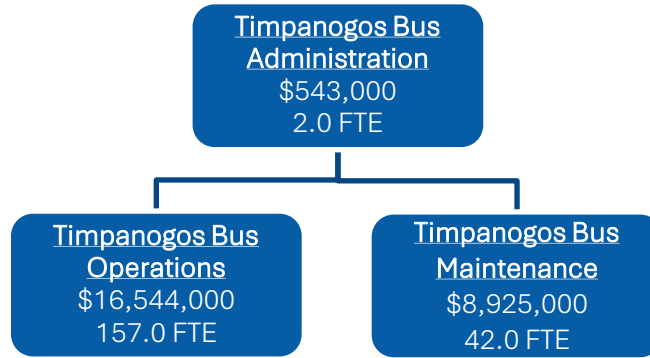 Timpanogos Bus
Administration
$543,000
2.0 FTE
Timpanogos Bus
Operations
$16,544,000
157.0 FTE
Timpanogos Bus
Maintenance
$8,925,000
42.0 FTE